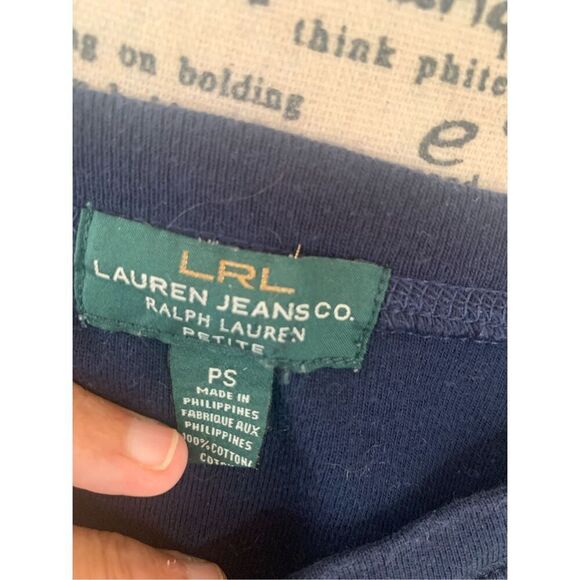 think phite
g on bolding
e
LRL
LAUREN JEANS CO.
RALPH LAUREN
PETITE
PS
MADE IN
PHILIPPINES
FABRIQUE AUX
PHILIPPINES
100% COTTON/